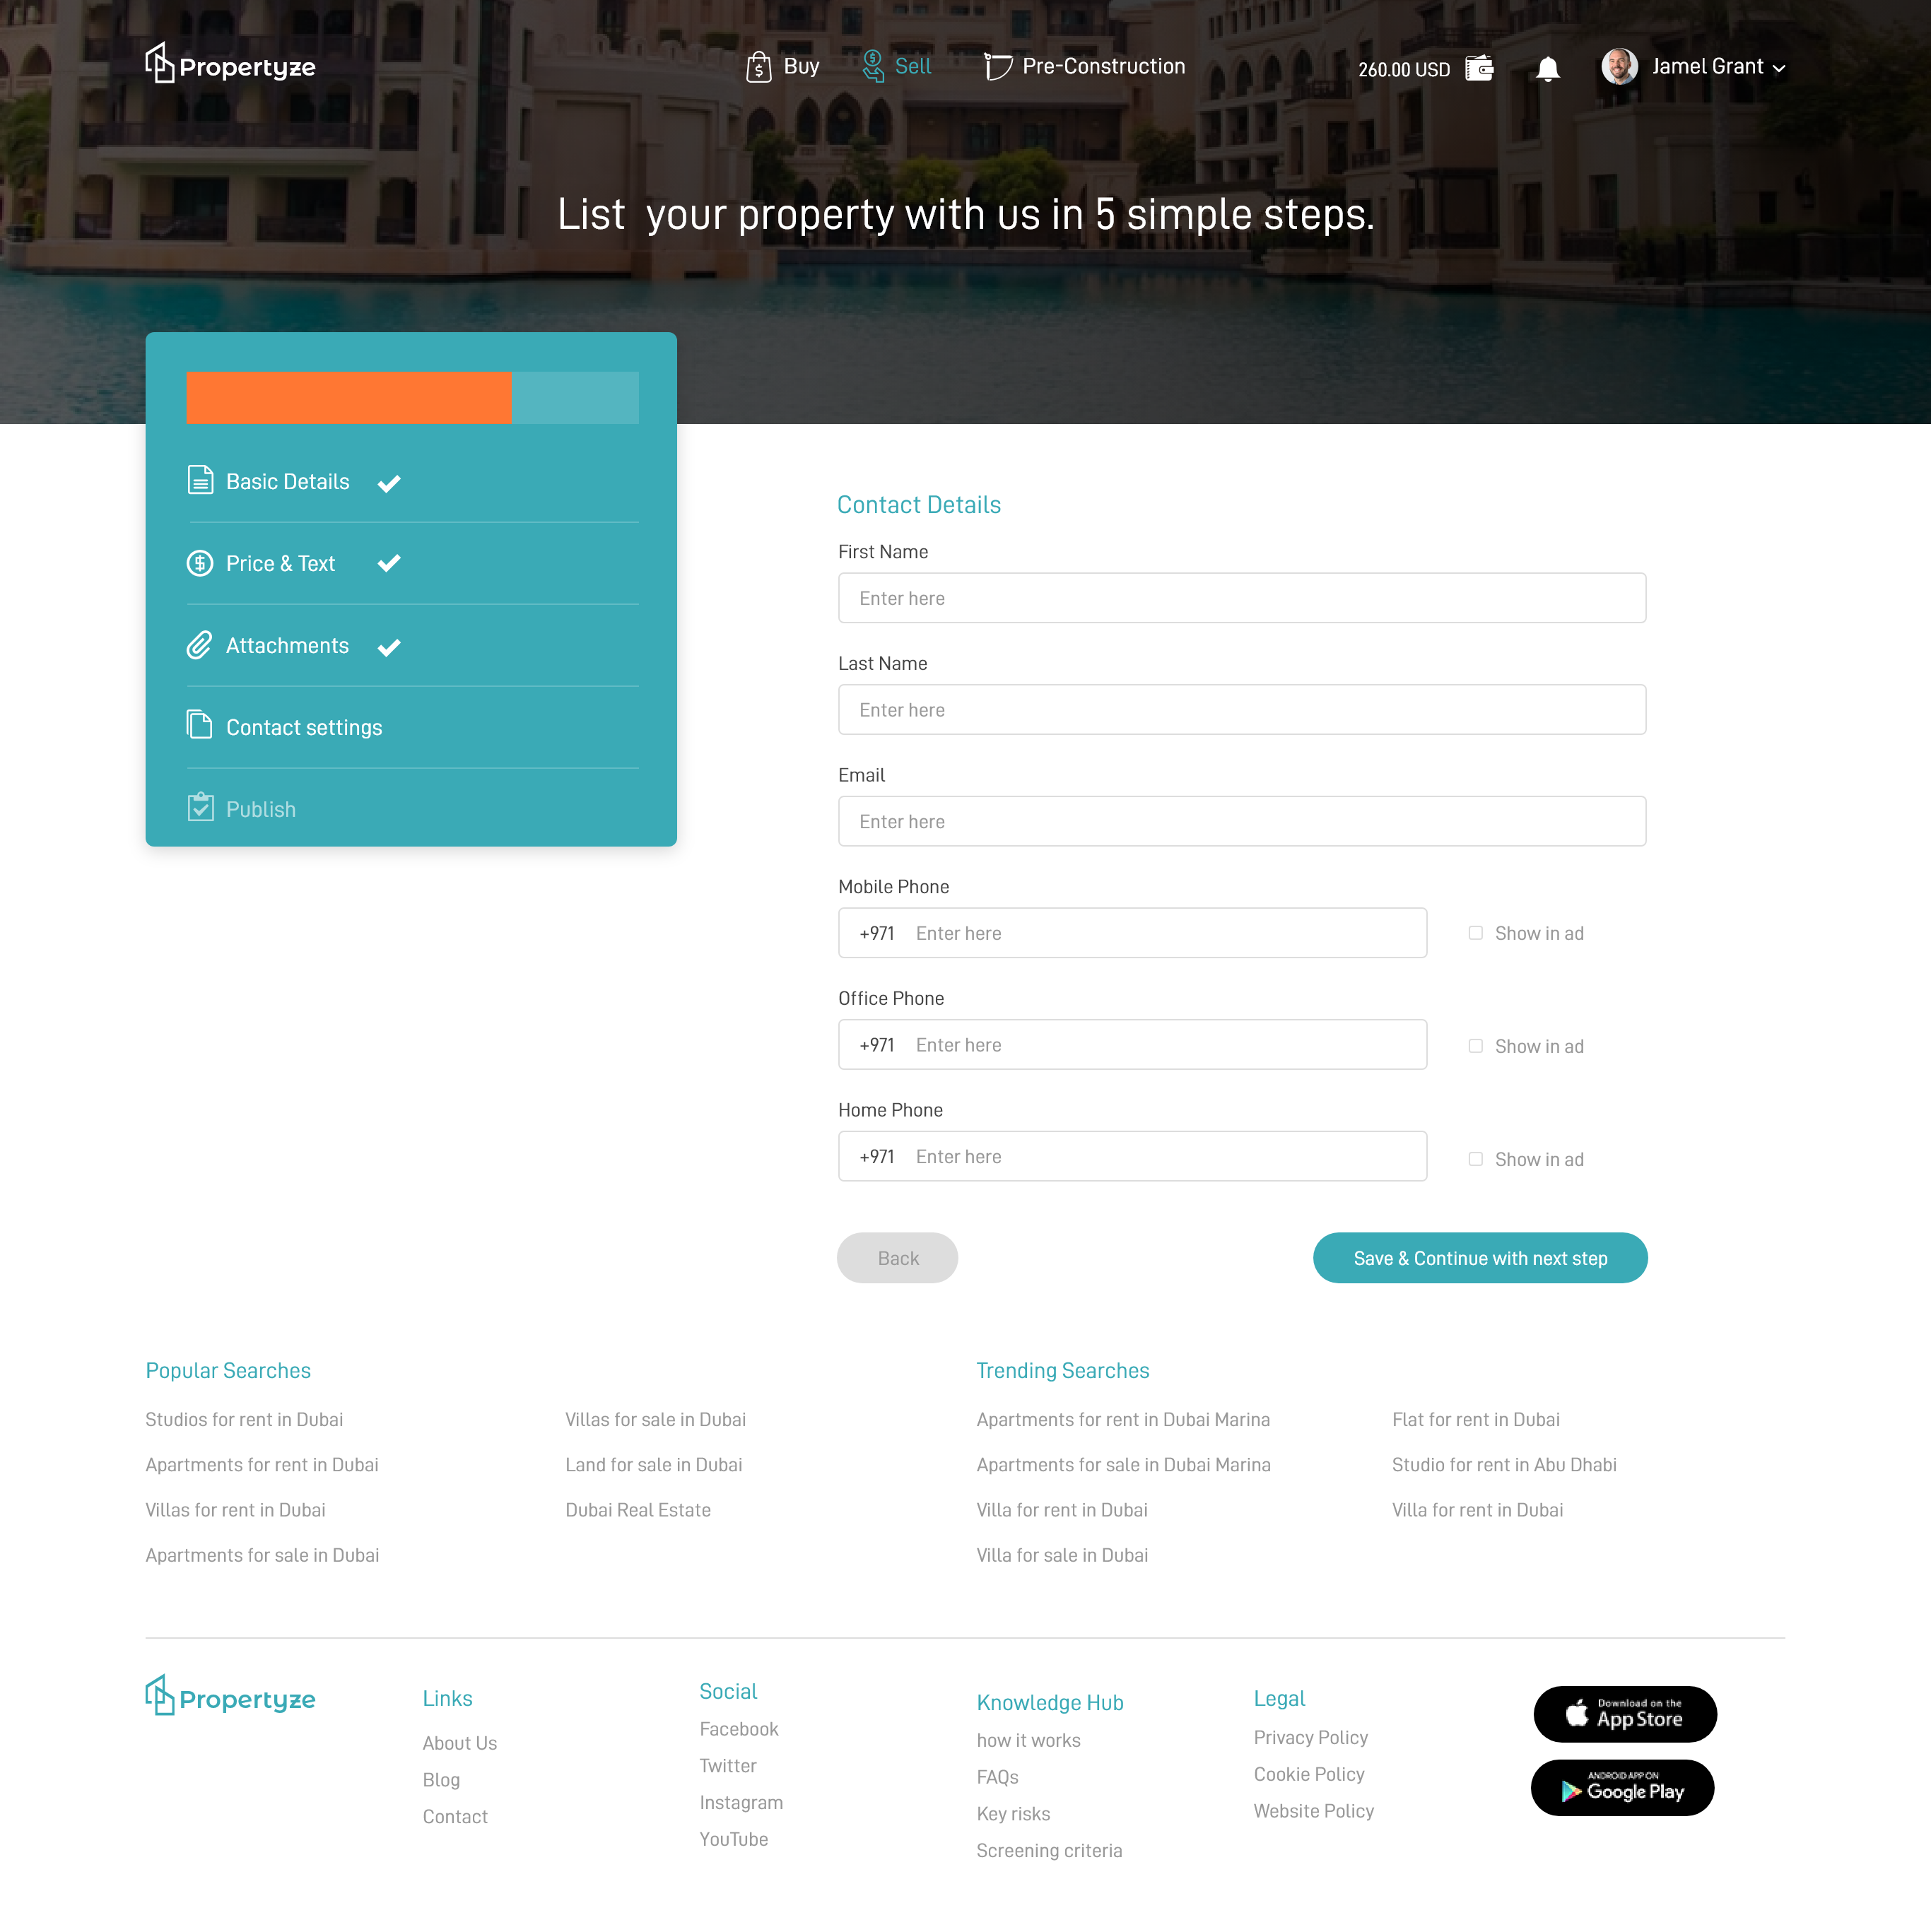 Propertyze
Buy
Sell
Pre-Construction
260.00 USD
Jamel Grant
List your property with us in 5 simple steps.
Basic Details
Price & Text
Attachments
Contact settings
Publish
Contact Details
First Name
Enter here
Last Name
Enter here
Email
Enter here
Mobile Phone
+971 Enter here
Show in ad
Office Phone
+971 Enter here
Show in ad
Home Phone
+971 Enter here
Show in ad
Back
Save & Continue with next step
Popular Searches
Studios for rent in Dubai
Apartments for rent in Dubai
Villas for rent in Dubai
Apartments for sale in Dubai
Villas for sale in Dubai
Land for sale in Dubai
Dubai Real Estate
Trending Searches
Apartments for rent in Dubai Marina
Apartments for sale in Dubai Marina
Villa for rent in Dubai
Villa for sale in Dubai
Flat for rent in Dubai
Studio for rent in Abu Dhabi
Villa for rent in Dubai
Propertyze
Links
About Us
Blog
Contact
Social
Facebook
Twitter
Instagram
YouTube
Knowledge Hub
how it works
FAQs
Key risks
Screening criteria
Legal
Privacy Policy
Cookie Policy
Website Policy
Download on the
App Store
ANDROID APP ON
Google Play